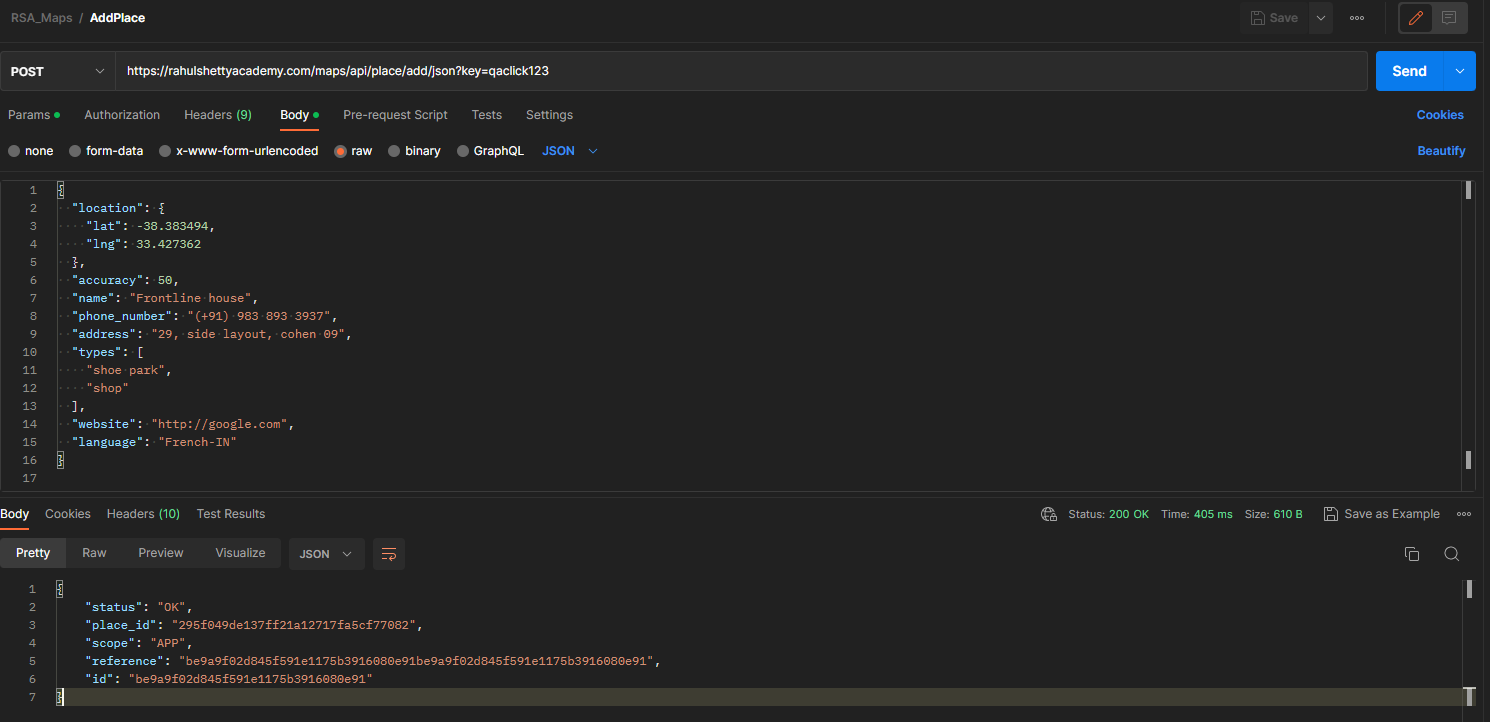 RSA_Maps / AddPlace
Save
POST https://rahulshettyacademy.com/maps/api/place/add/json?key=qaclick123 Send
Params Authorization Headers (9) Body Pre-request Script Tests Settings Cookies
none form-data x-www-form-urlencoded raw binary GraphQL JSON Beautify
1 {
2 "location": {
3 "lat": -38.383494,
4 "lng": 33.427362
5 },
6 "accuracy": 50,
7 "name": "Frontline house",
8 "phone_number": "(+91) 983 893 3937",
9 "address": "29, side layout, cohen 09",
10 "types": [
11 "shoe park",
12 "shop"
13 ],
14 "website": "http://google.com",
15 "language": "French-IN"
16 }
17
Body Cookies Headers (10) Test Results Status: 200 OK Time: 405 ms Size: 610 B Save as Example
Pretty Raw Preview Visualize JSON
1 {
2 "status": "OK",
3 "place_id": "295f049de137ff21a12717fa5cf77082",
4 "scope": "APP",
5 "reference": "be9a9f02d845f591e1175b3916080e91be9a9f02d845f591e1175b3916080e91",
6 "id": "be9a9f02d845f591e1175b3916080e91"
7 }